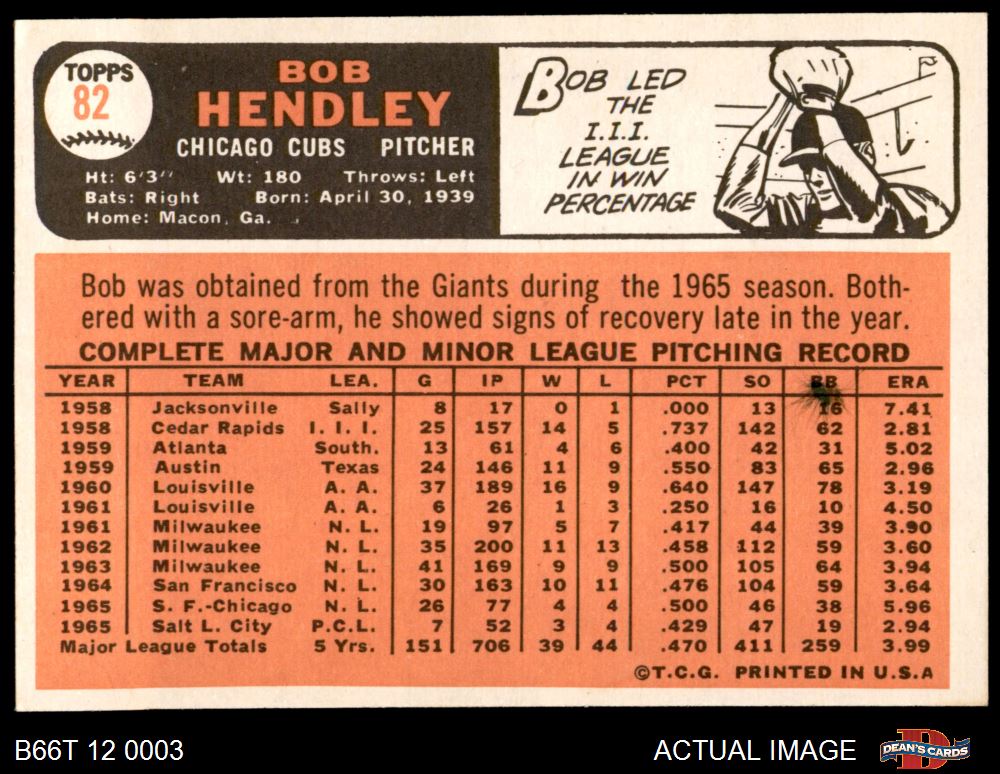 TOPPS
82
BOB
HENDLEY
CHICAGO CUBS PITCHER
Ht: 6'3" Wt: 180 Throws: Left
Bats: Right Born: April 30, 1939
Home: Macon, Ga.
BOB LED
THE
I.I.I.
LEAGUE
IN WIN
PERCENTAGE
Bob was obtained from the Giants during the 1965 season. Both-
ered with a sore-arm, he showed signs of recovery late in the year.
COMPLETE MAJOR AND MINOR LEAGUE PITCHING RECORD
YEAR TEAM LEA. G IP W L PCT SO BB ERA
1958 Jacksonville Sally 8 17 0 1 .000 13 16 7.41
1958 Cedar Rapids I. I. I. 25 157 14 5 .737 142 62 2.81
1959 Atlanta South. 13 61 4 6 .400 42 31 5.02
1959 Austin Texas 24 146 11 9 .550 83 65 2.96
1960 Louisville A. A. 37 189 16 9 .640 147 78 3.19
1961 Louisville A. A. 6 26 1 3 .250 16 10 4.50
1961 Milwaukee N. L. 19 97 5 7 .417 44 39 3.90
1962 Milwaukee N. L. 35 200 11 13 .458 112 59 3.60
1963 Milwaukee N. L. 41 169 9 9 .500 105 64 3.94
1964 San Francisco N. L. 30 163 10 11 .476 104 59 3.64
1965 S. F.-Chicago N. L. 26 77 4 4 .500 46 38 5.96
1965 Salt L. City P.C.L. 7 52 3 4 .429 47 19 2.94
Major League Totals 5 Yrs. 151 706 39 44 .470 411 259 3.99
©T.C.G. PRINTED IN U.S.A
B66T 12 0003 ACTUAL IMAGE DEAN'S CARDS